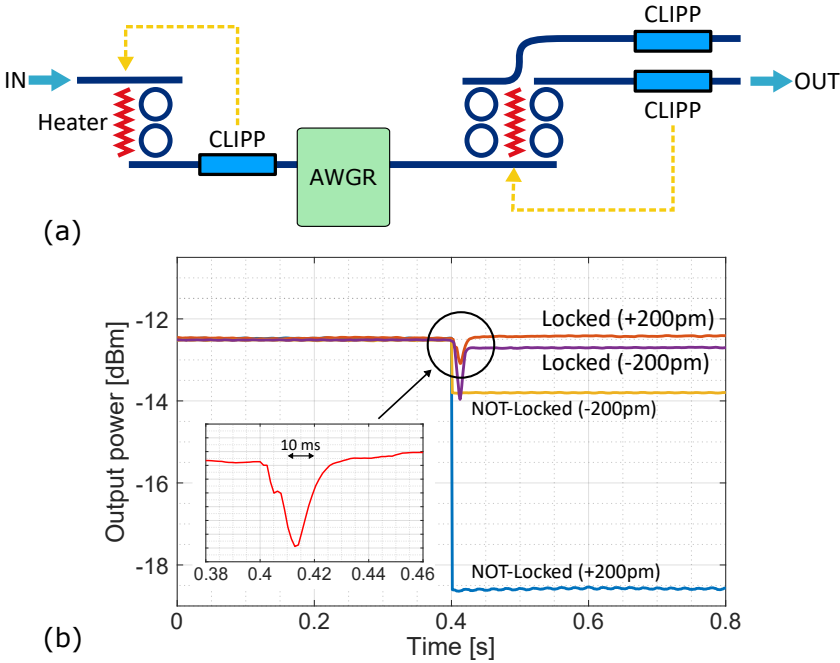 CLIPP
IN
OUT
CLIPP
Heater
CLIPP
AWGR
(a)
-12
Locked (+200pm)
Locked (-200pm)
-14
NOT-Locked (-200pm)
10 ms
Output power [dBm]
-16
0.38 0.4 0.42 0.44 0.46
-18
NOT-Locked (+200pm)
0 0.2 0.4 0.6 0.8
(b)
Time [s]